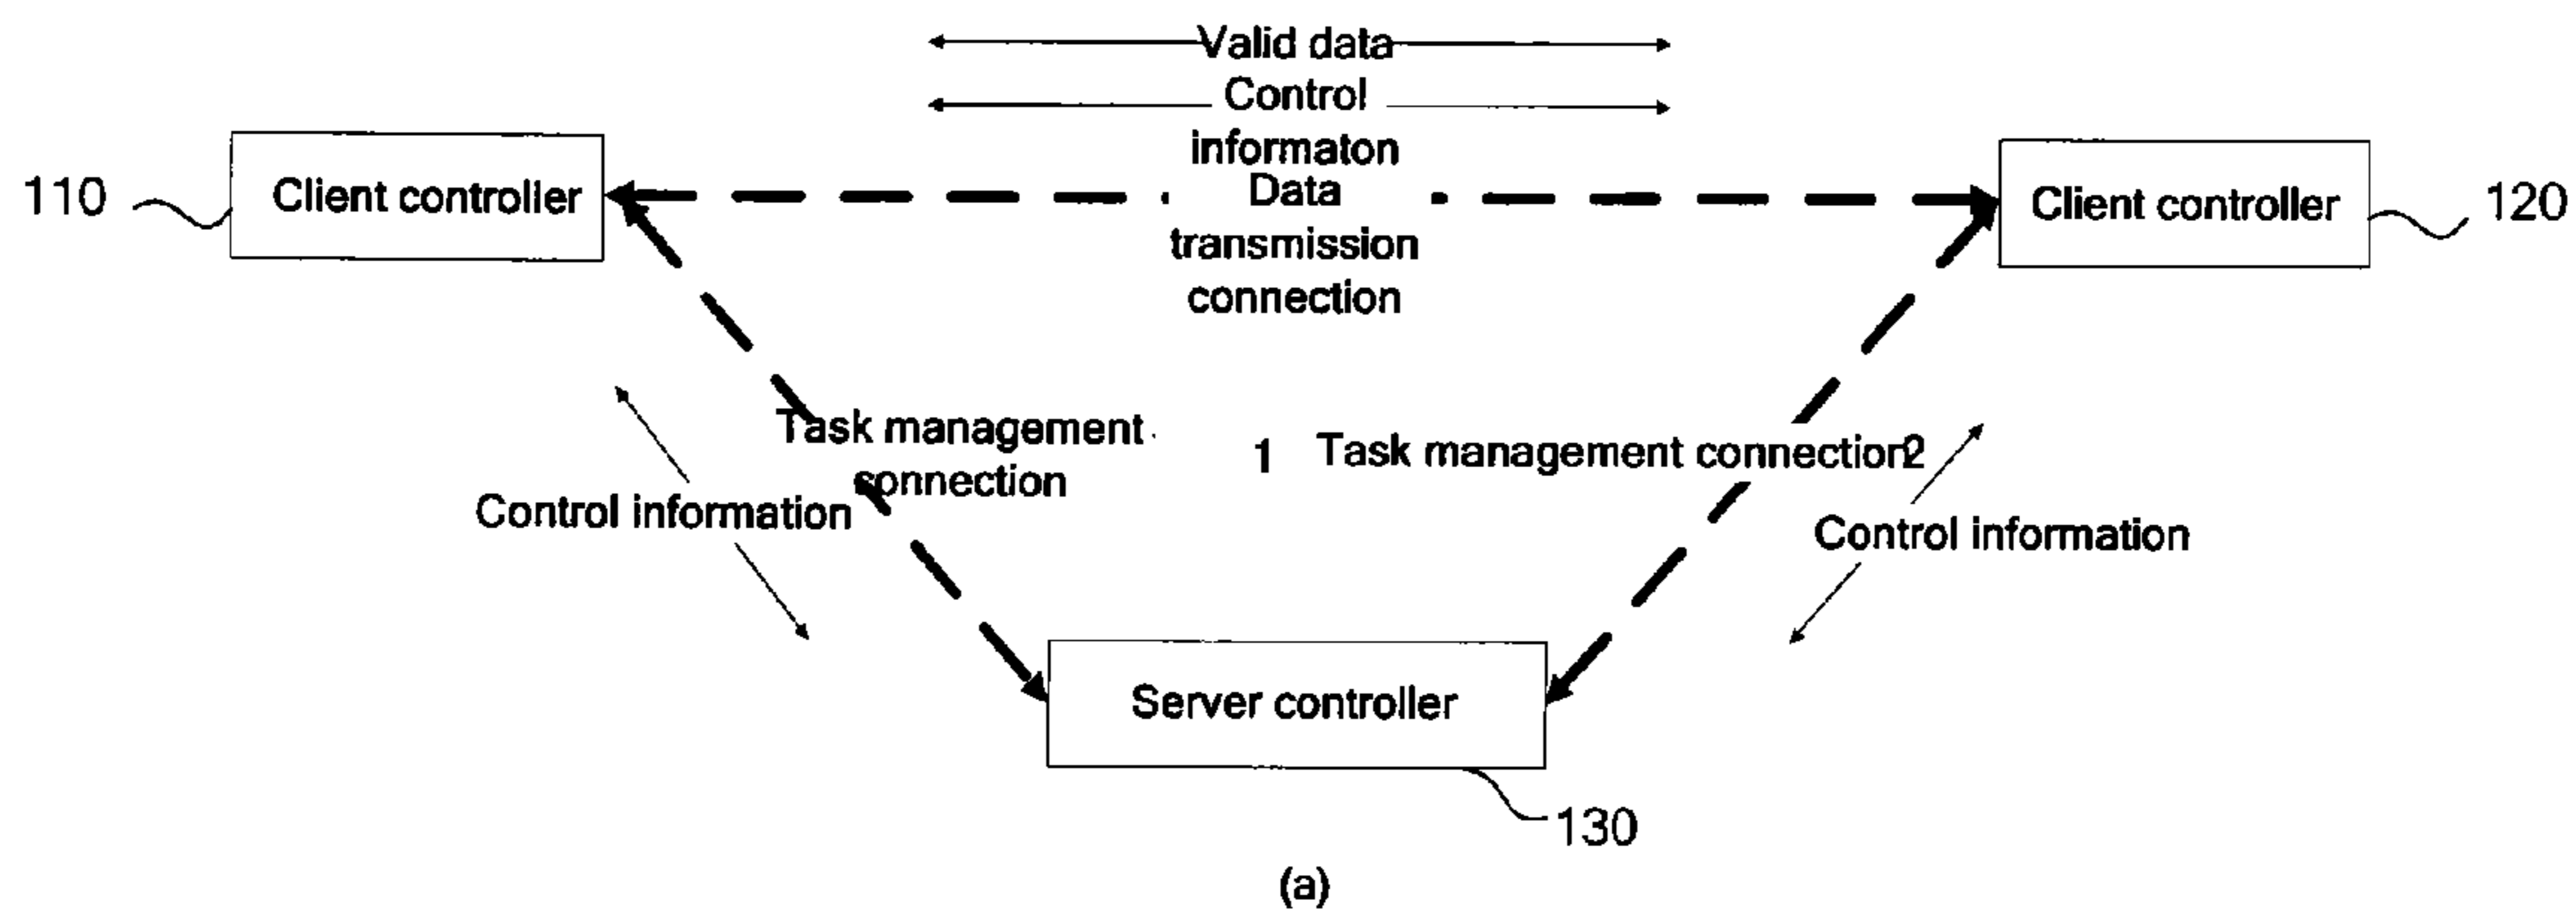 Valid data
Control
informaton
Data
transmission
connection
110
Client controller
Client controller
120
Task management
connection
1
Task management connection2
Control information
Control information
Server controller
130
(a)